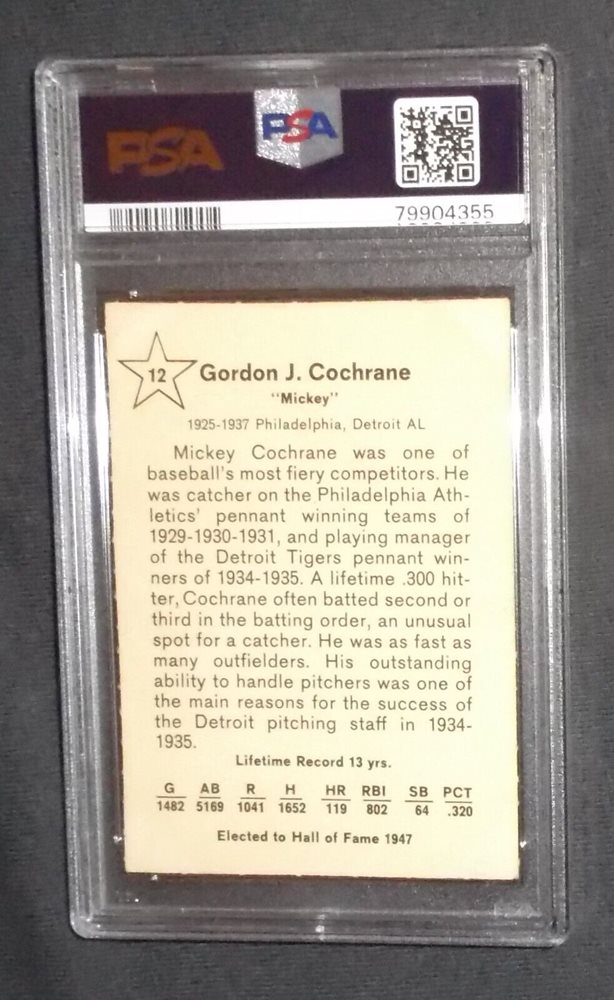 PSA
PSA
79904355
12
Gordon J. Cochrane
"Mickey"
1925-1937 Philadelphia, Detroit AL
Mickey Cochrane was one of
baseball's most fiery competitors. He
was catcher on the Philadelphia Ath-
letics' pennant winning teams of
1929-1930-1931, and playing manager
of the Detroit Tigers pennant win-
ners of 1934-1935. A lifetime .300 hit-
ter, Cochrane often batted second or
third in the batting order, an unusual
spot for a catcher. He was as fast as
many outfielders. His outstanding
ability to handle pitchers was one of
the main reasons for the success of
the Detroit pitching staff in 1934-
1935.
Lifetime Record 13 yrs.
G AB R H HR RBI SB PCT
1482 5169 1041 1652 119 802 64 .320
Elected to Hall of Fame 1947